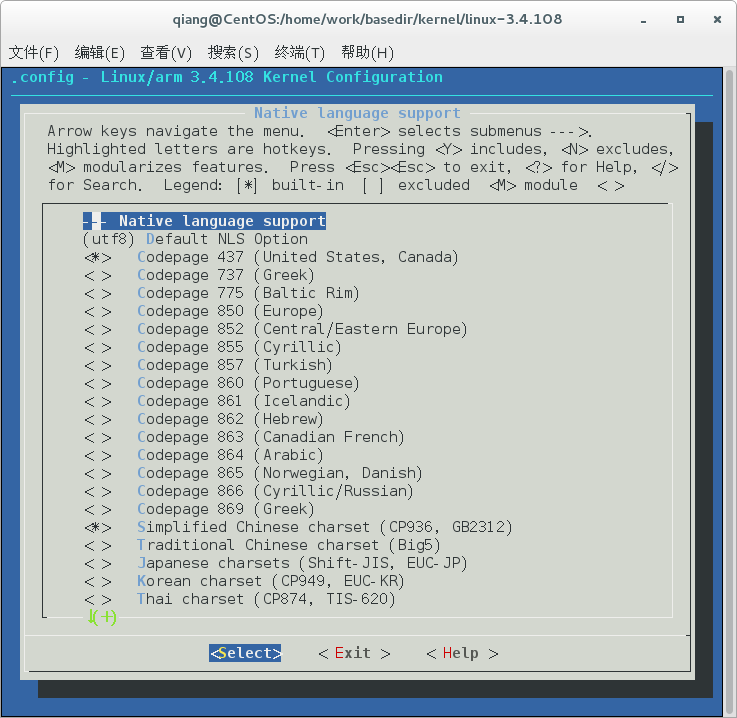 qiang@CentOS:/home/work/basedir/kernel/linux-3.4.108
文件(F) 编辑(E) 查看(V) 搜索(S) 终端(T) 帮助(H)
.config - Linux/arm 3.4.108 Kernel Configuration
Native language support
Arrow keys navigate the menu. <Enter> selects submenus --->.
Highlighted letters are hotkeys. Pressing <Y> includes, <N> excludes,
<M> modularizes features. Press <Esc><Esc> to exit, <?> for Help, </>
for Search. Legend: [*] built-in [ ] excluded <M> module < >
--- Native language support
(utf8) Default NLS Option
<*> Codepage 437 (United States, Canada)
< > Codepage 737 (Greek)
< > Codepage 775 (Baltic Rim)
< > Codepage 850 (Europe)
< > Codepage 852 (Central/Eastern Europe)
< > Codepage 855 (Cyrillic)
< > Codepage 857 (Turkish)
< > Codepage 860 (Portuguese)
< > Codepage 861 (Icelandic)
< > Codepage 862 (Hebrew)
< > Codepage 863 (Canadian French)
< > Codepage 864 (Arabic)
< > Codepage 865 (Norwegian, Danish)
< > Codepage 866 (Cyrillic/Russian)
< > Codepage 869 (Greek)
<*> Simplified Chinese charset (CP936, GB2312)
< > Traditional Chinese charset (Big5)
< > Japanese charsets (Shift-JIS, EUC-JP)
< > Korean charset (CP949, EUC-KR)
< > Thai charset (CP874, TIS-620)
↓(+)
<Select> < Exit > < Help >